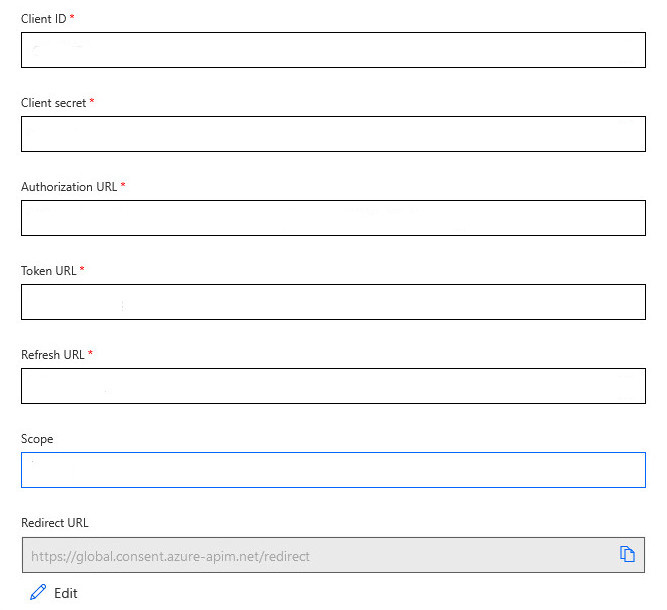 Client ID *
Client secret *
Authorization URL *
Token URL *
Refresh URL *
Scope
Redirect URL
https://global.consent.azure-apim.net/redirect
Edit